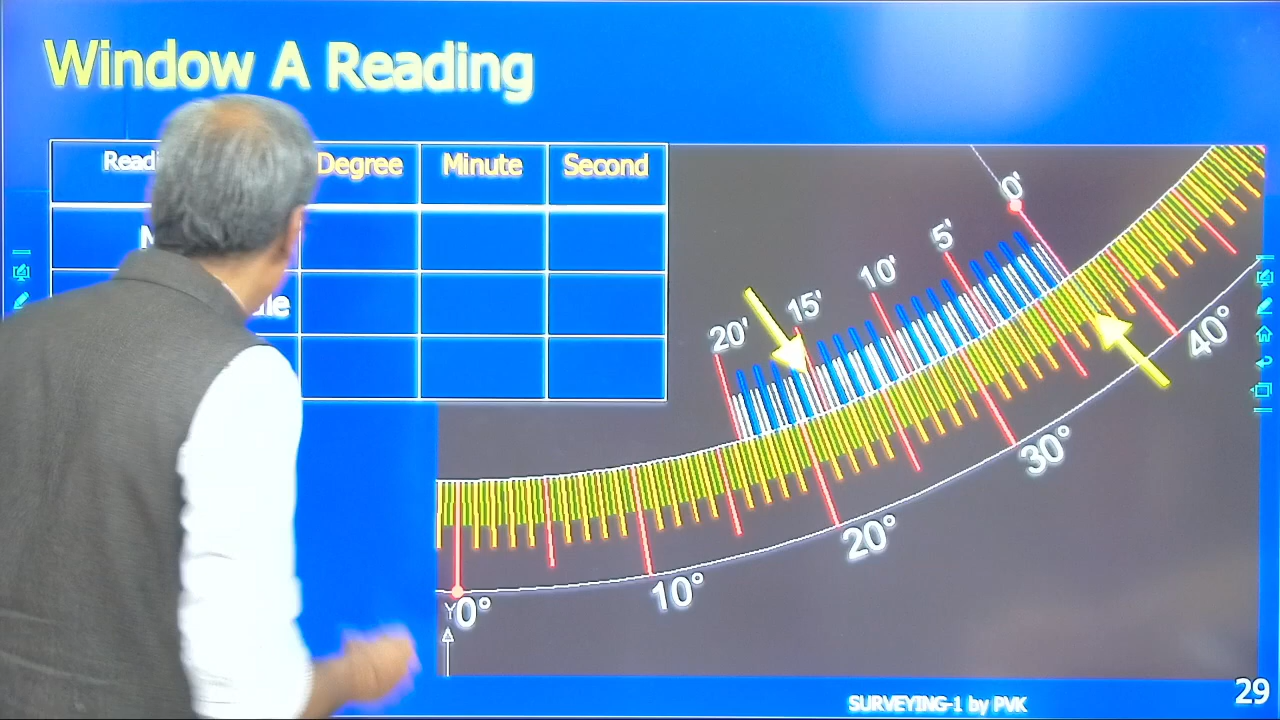 Window A Reading
Degree Minute Second
0'
5'
10'
15'
20'
40°
30°
20°
10°
Y0°
SURVEYING-1 by PVK
29